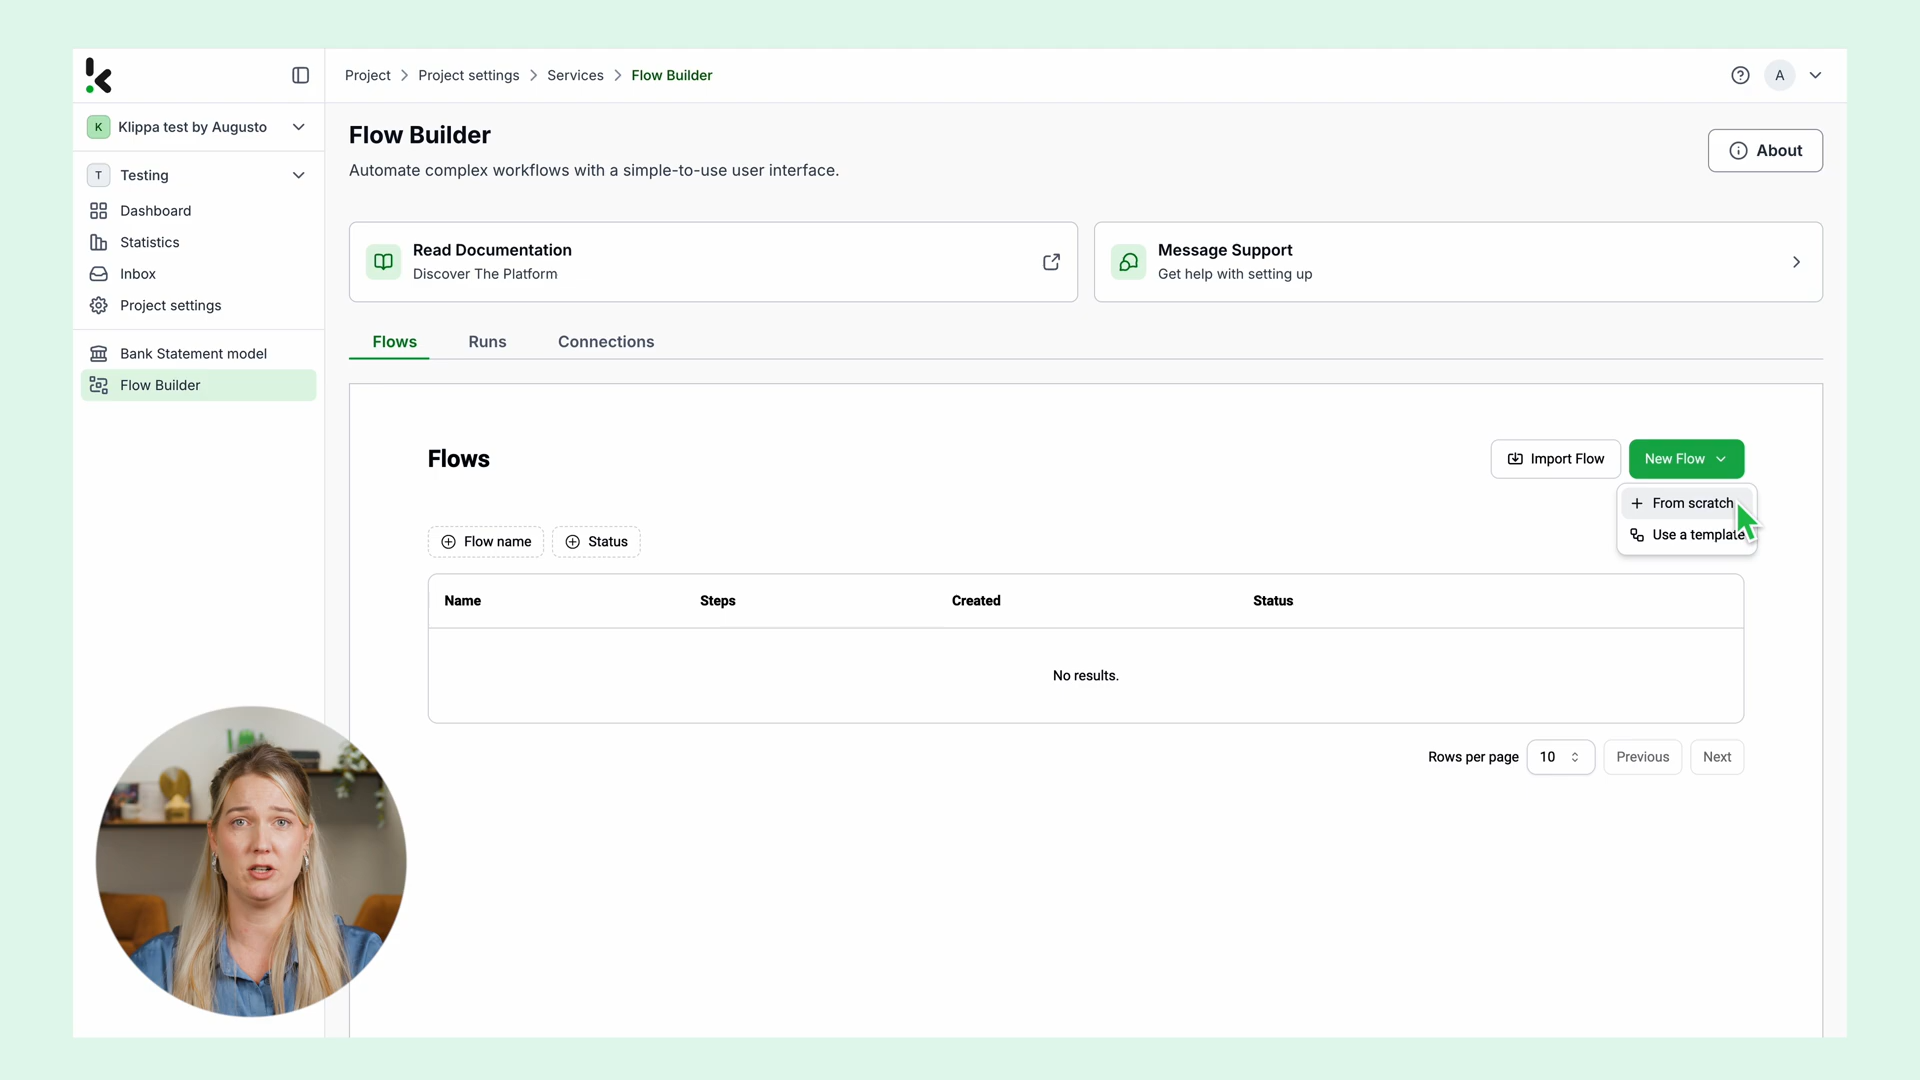 Project > Project settings > Services > Flow Builder
A
K Klippa test by Augusto
T Testing
Dashboard
Statistics
Inbox
Project settings
Bank Statement model
Flow Builder
Flow Builder
Automate complex workflows with a simple-to-use user interface.
About
Read Documentation
Discover The Platform
Message Support
Get help with setting up
Flows Runs Connections
Flows
Import Flow
New Flow
From scratch
Use a template
Flow name
Status
Name Steps Created Status
No results.
Rows per page 10 Previous Next